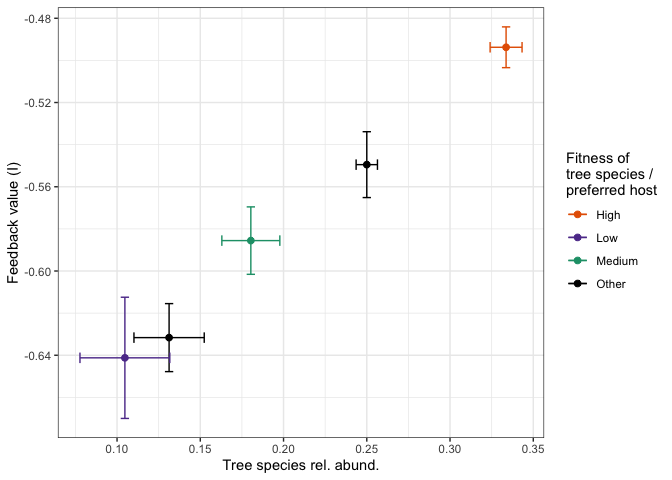 -0.48
-0.52
-0.56
-0.60
-0.64
Feedback value (I)
0.10 0.15 0.20 0.25 0.30 0.35
Tree species rel. abund.
Fitness of
tree species /
preferred host
High
Low
Medium
Other